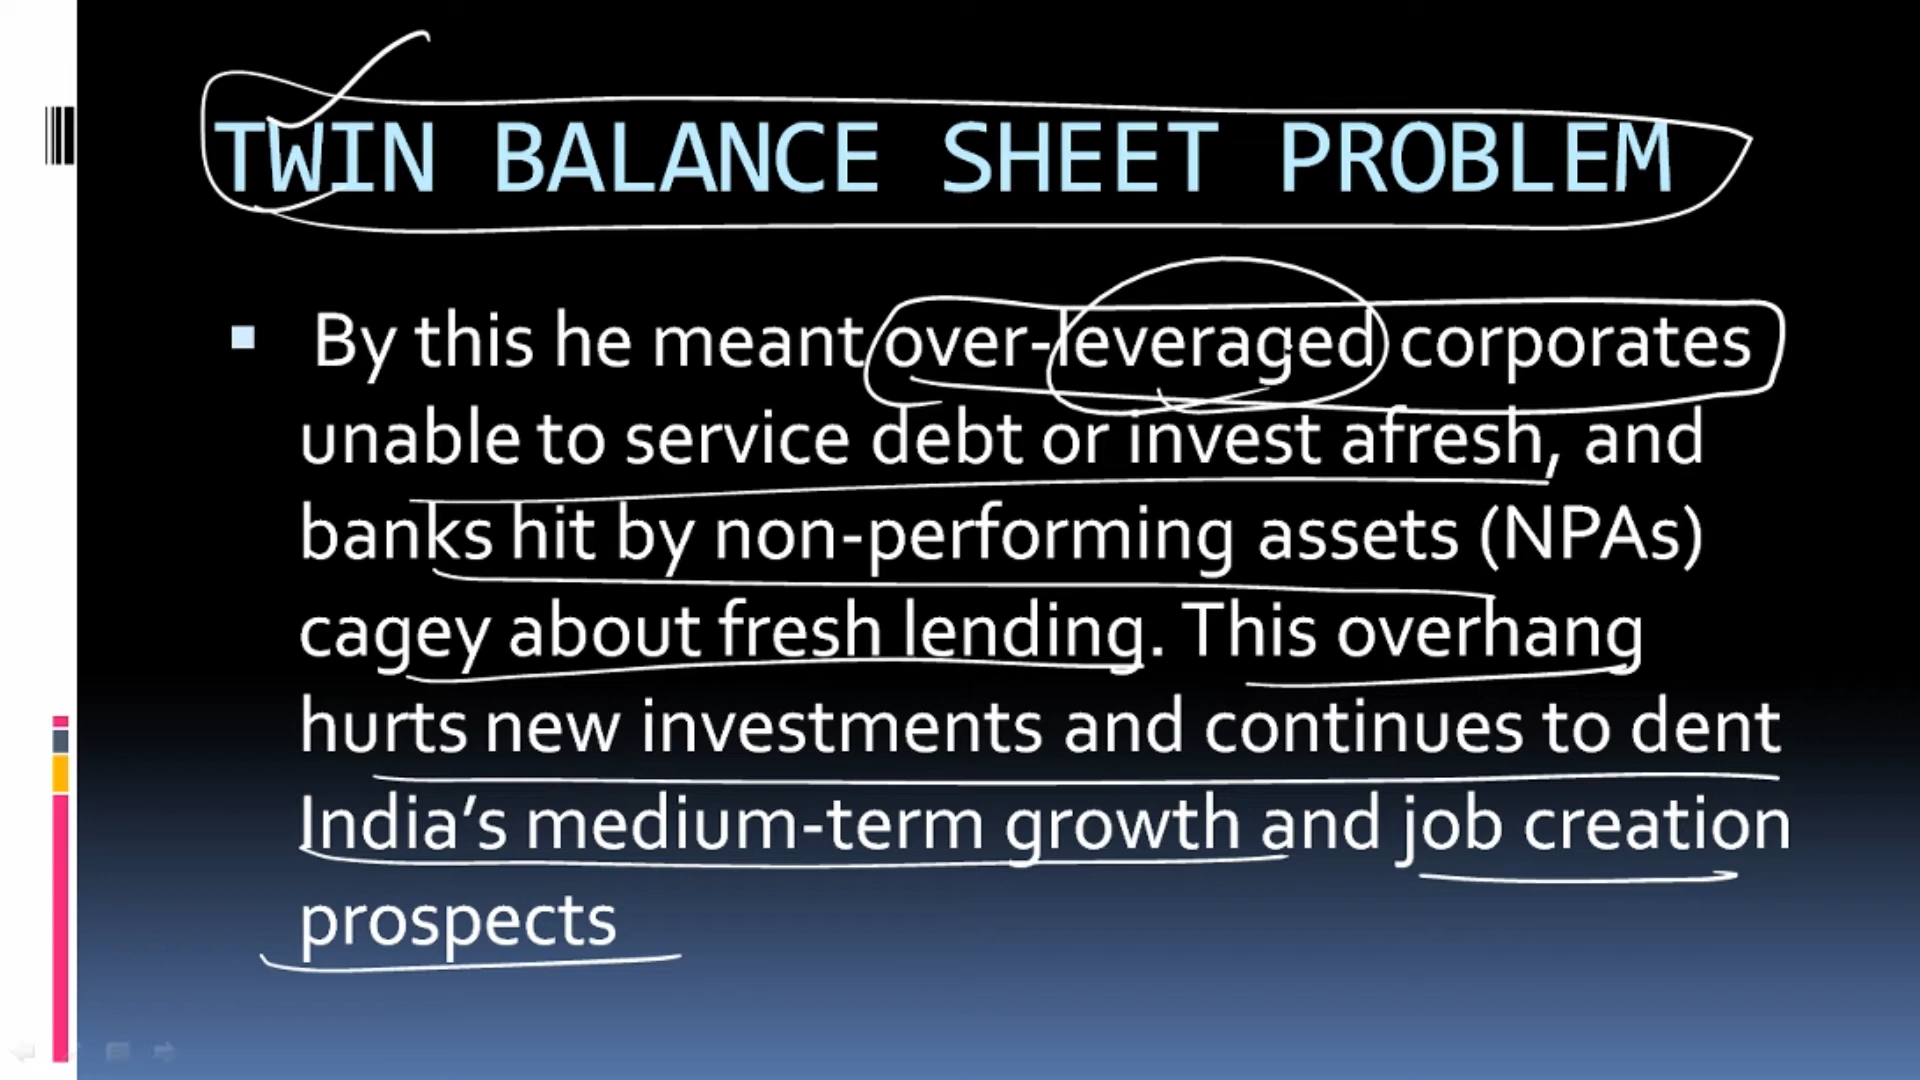 TWIN BALANCE SHEET PROBLEM
By this he meant over-leveraged corporates
unable to service debt or invest afresh, and
banks hit by non-performing assets (NPAs)
cagey about fresh lending. This overhang
hurts new investments and continues to dent
India’s medium-term growth and job creation
prospects